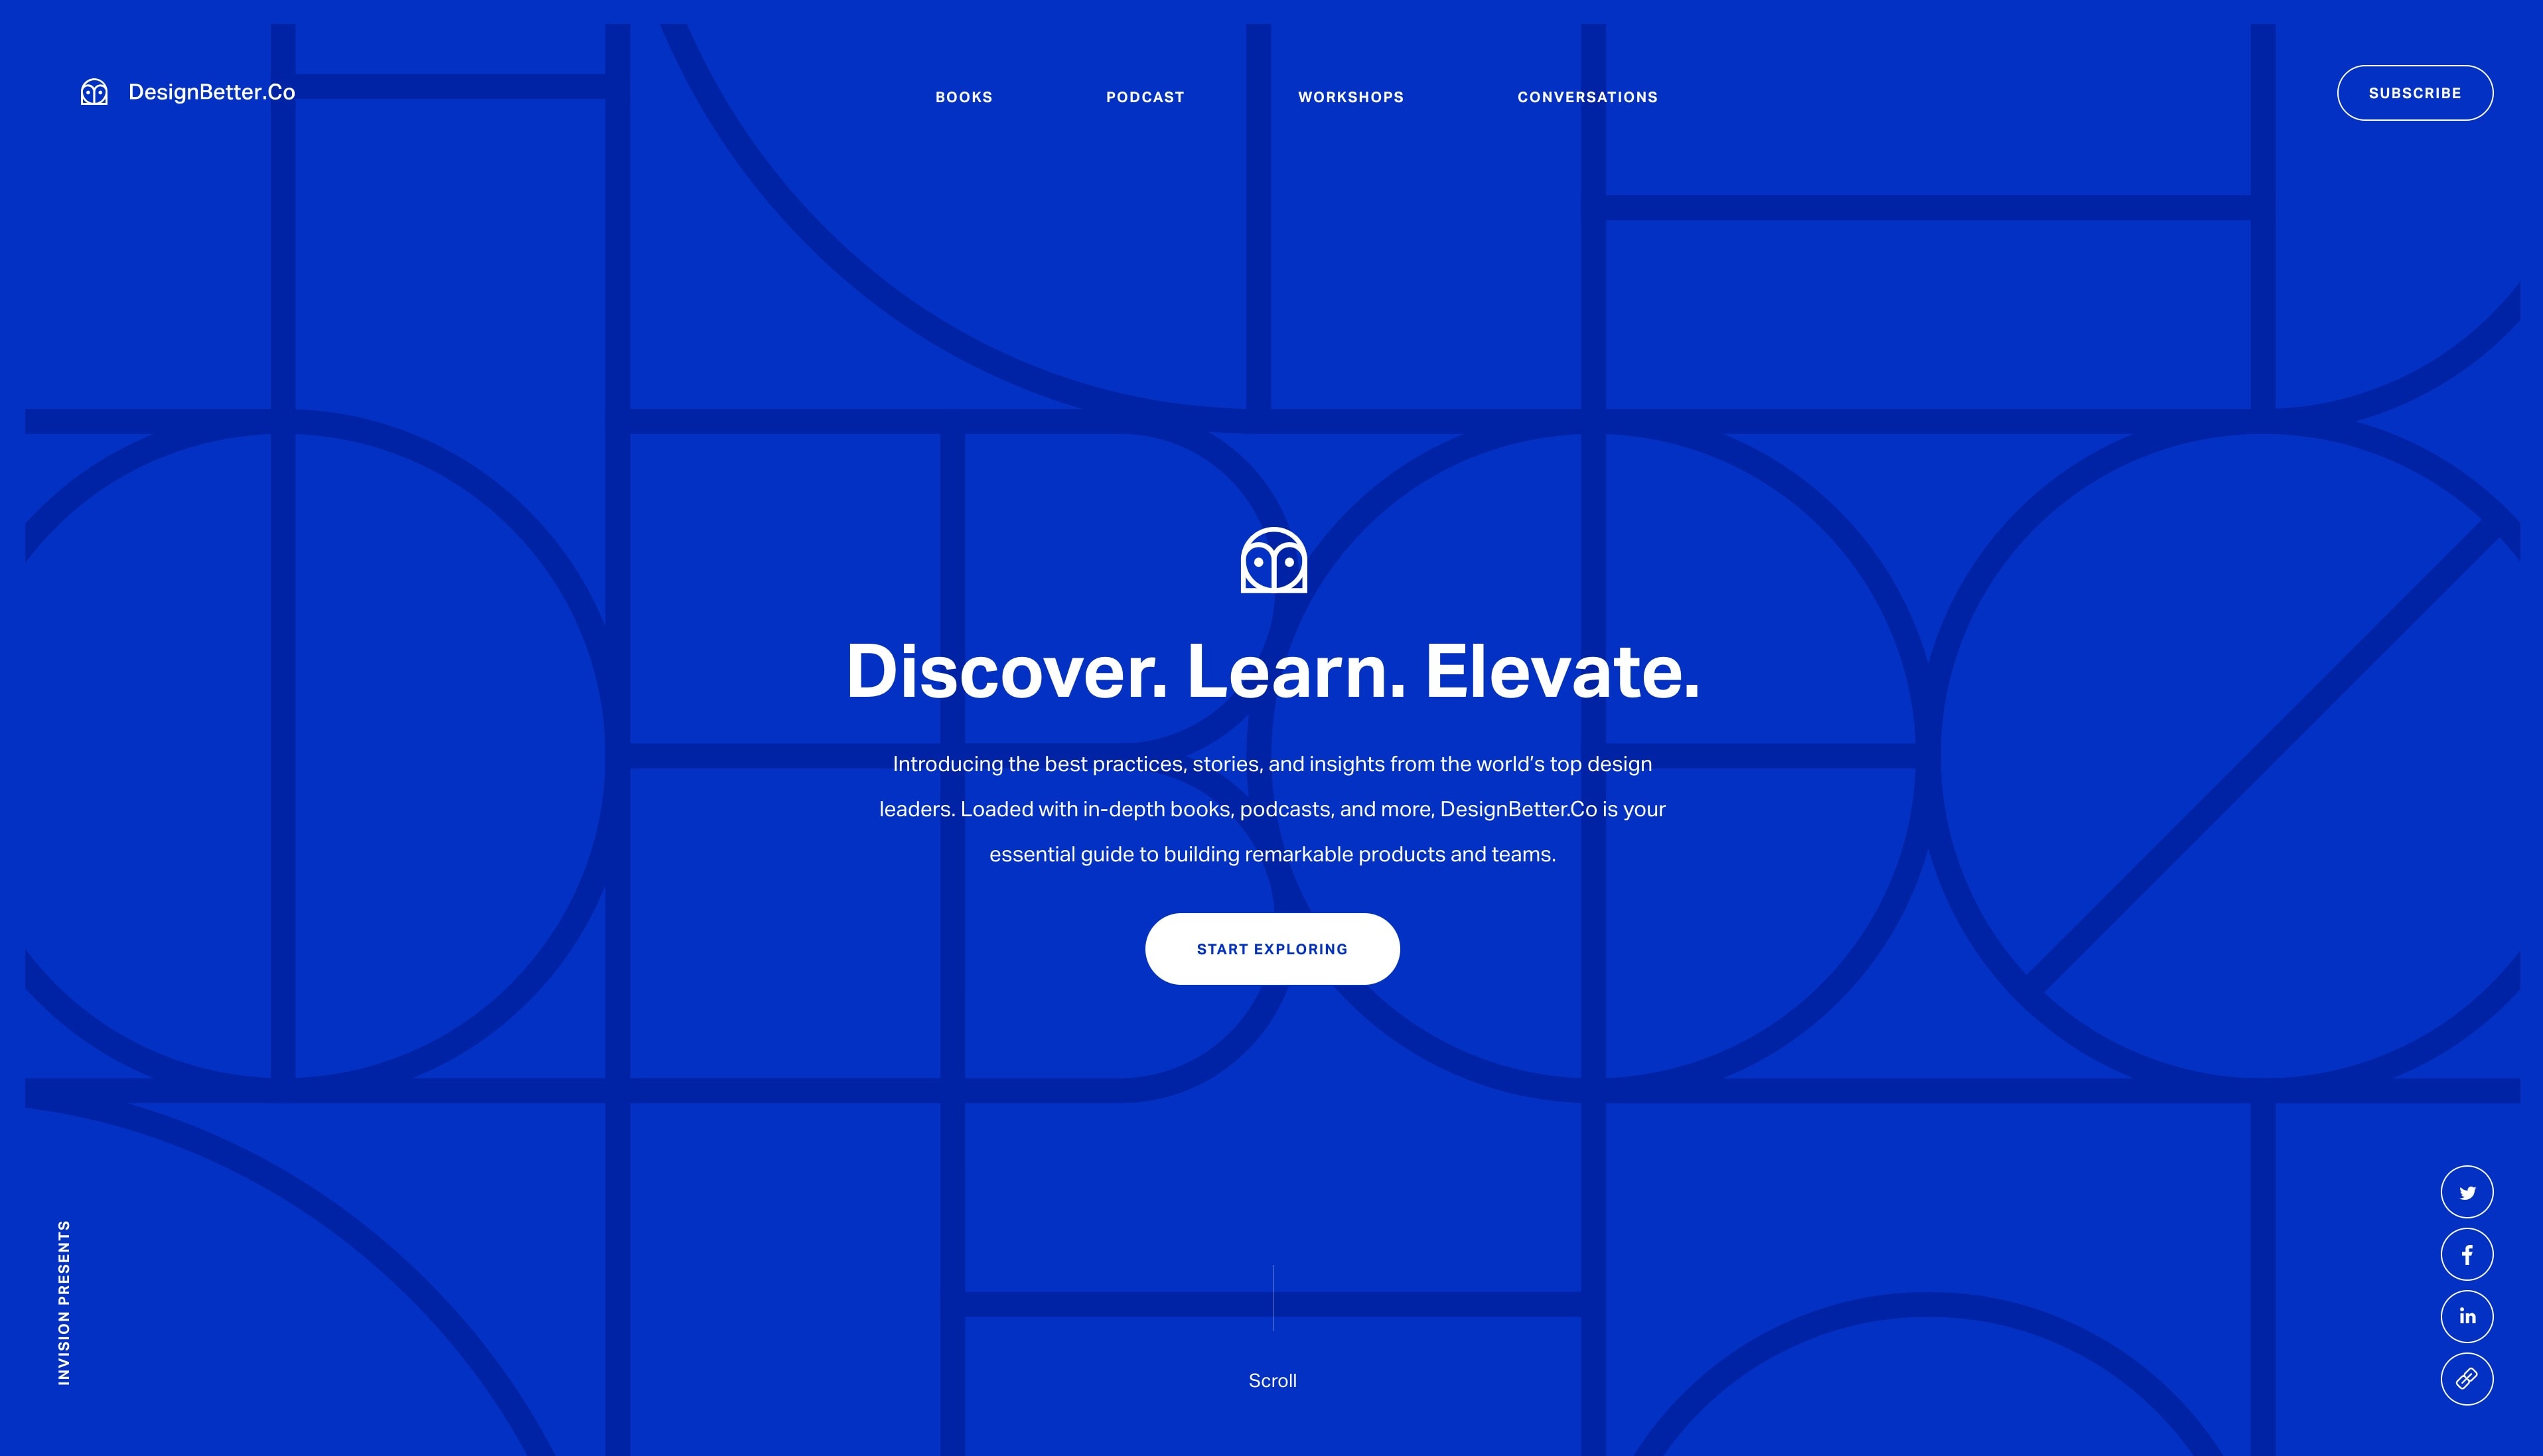 DesignBetter.Co
BOOKS
PODCAST
WORKSHOPS
CONVERSATIONS
SUBSCRIBE
Discover. Learn. Elevate.
Introducing the best practices, stories, and insights from the world’s top design
leaders. Loaded with in-depth books, podcasts, and more, DesignBetter.Co is your
essential guide to building remarkable products and teams.
START EXPLORING
INVISION PRESENTS
Scroll